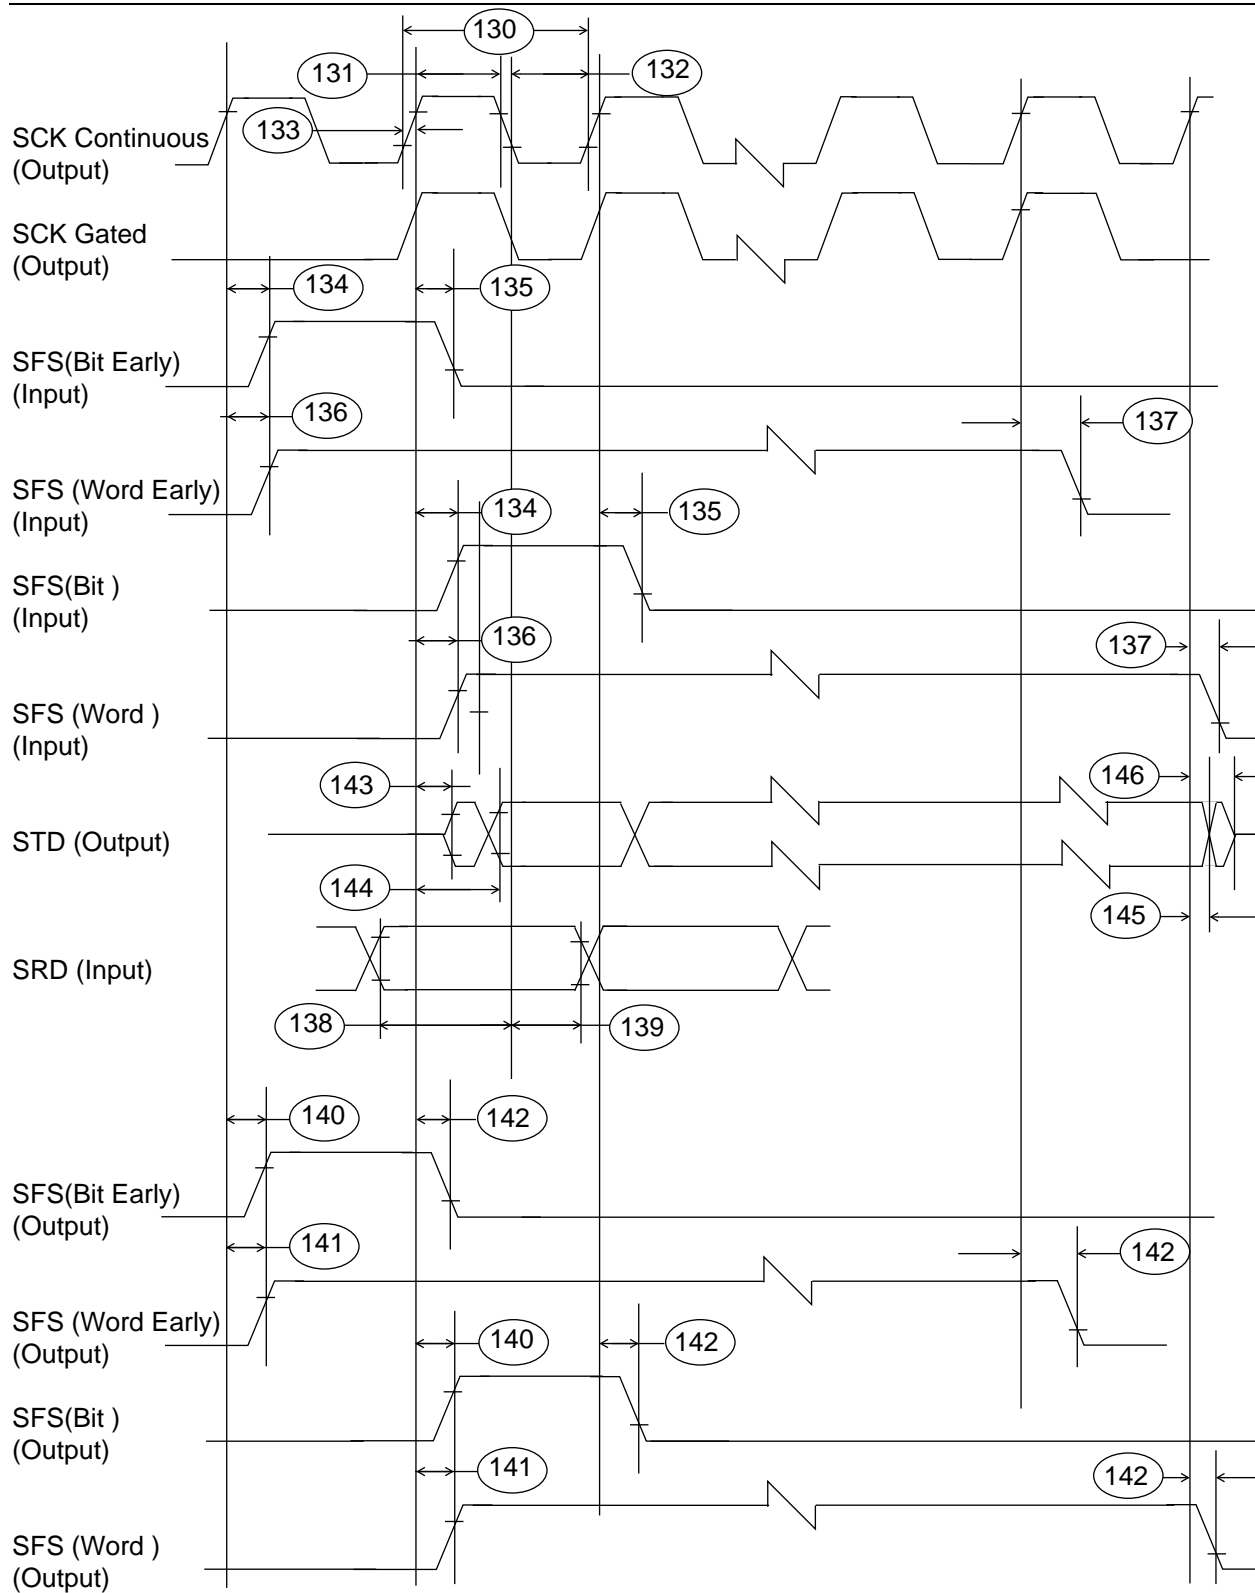 130
131
132
133
SCK Continuous
(Output)
SCK Gated
(Output)
134
135
SFS(Bit Early)
(Input)
136
137
SFS (Word Early)
(Input)
134
135
SFS(Bit )
(Input)
136
137
SFS (Word )
(Input)
143
146
STD (Output)
144
145
SRD (Input)
138
139
140
142
SFS(Bit Early)
(Output)
141
142
SFS (Word Early)
(Output)
140
142
SFS(Bit )
(Output)
141
142
SFS (Word )
(Output)